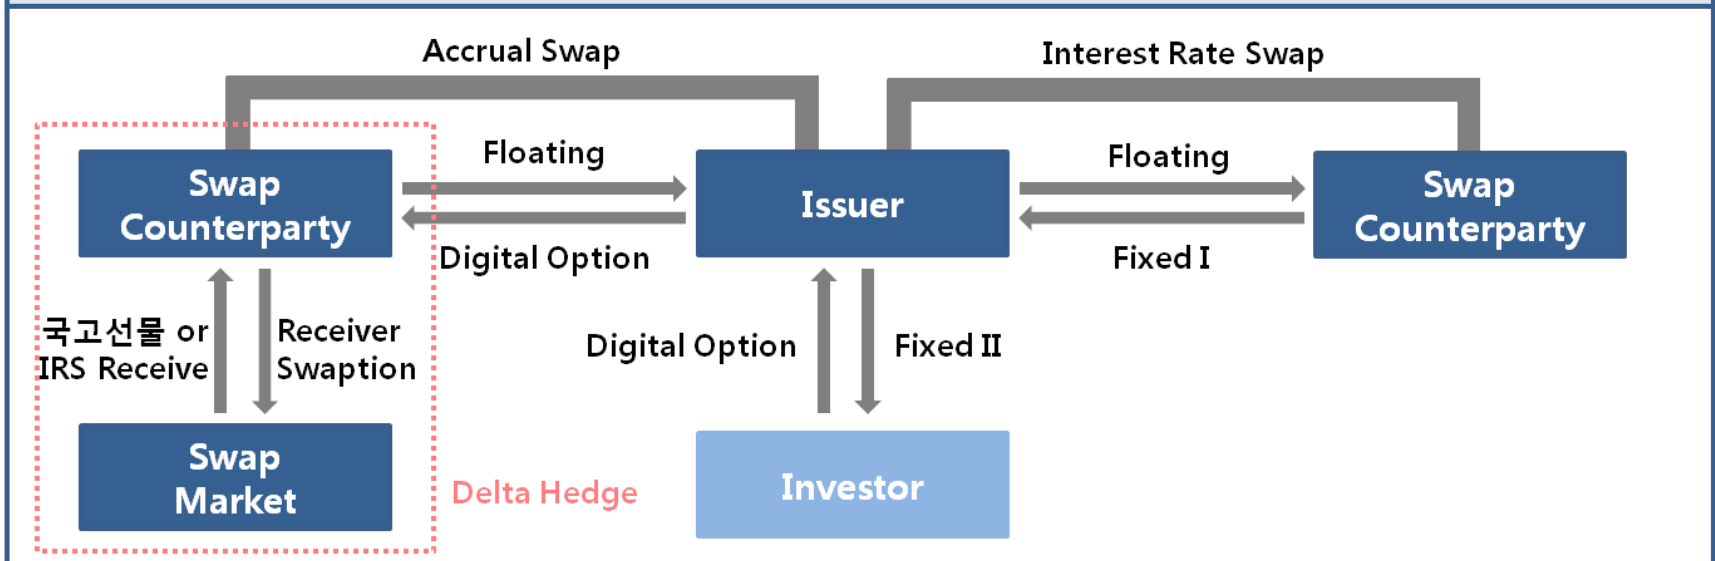 Accrual Swap
Interest Rate Swap
Floating
Floating
Swap
Counterparty
Issuer
Swap
Counterparty
Digital Option
Fixed I
국고선물 or
IRS Receive
Receiver
Swaption
Digital Option
Fixed II
Swap
Market
Delta Hedge
Investor